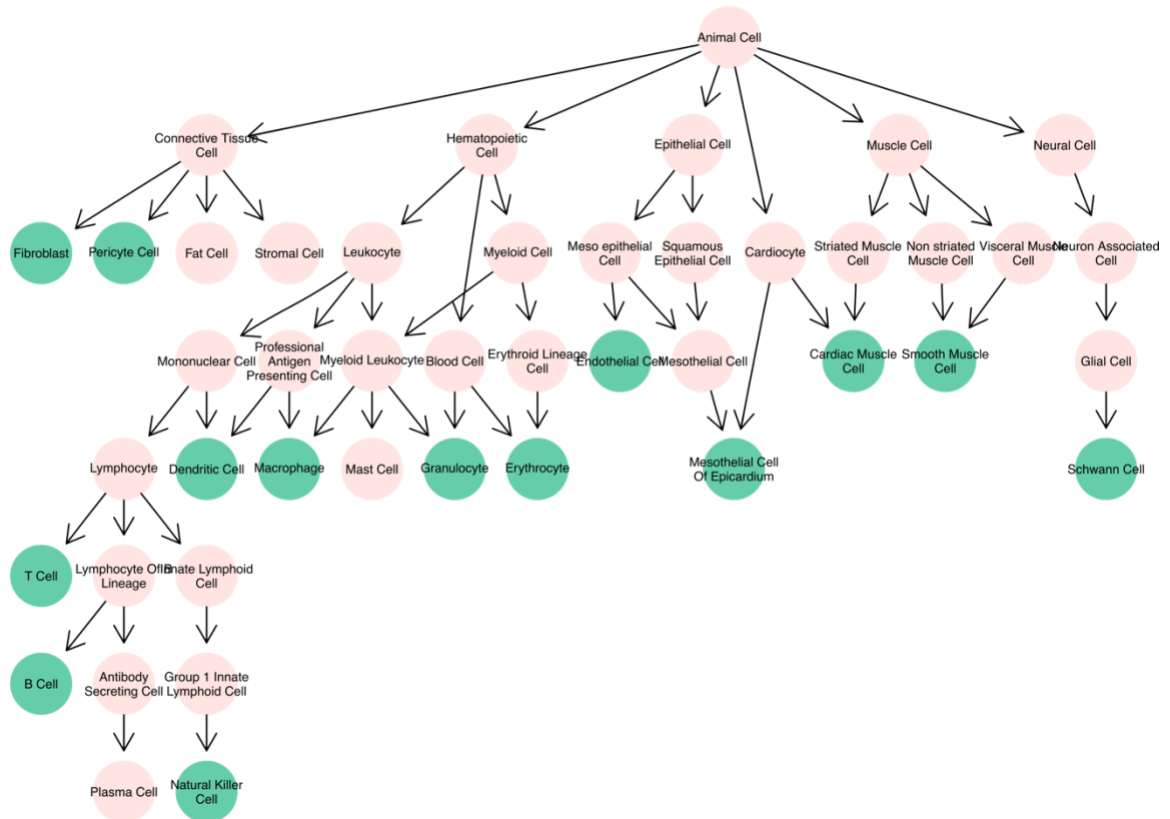 Animal Cell
Connective Tissue
Cell
Hematopoietic
Cell
Epithelial Cell
Muscle Cell
Neural Cell
Fibroblast
Pericyte Cell
Fat Cell
Stromal Cell
Leukocyte
Myeloid Cell
Meso epithelial
Cell
Squamous
Epithelial Cell
Cardiocyte
Striated Muscle
Cell
Non striated
Muscle Cell
Visceral Muscle
Cell
Neuron Associated
Cell
Mononuclear Cell
Professional
Antigen
Presenting Cell
Myeloid Leukocyte
Blood Cell
Erythroid Lineage
Cell
Endothelial Cell
Mesothelial Cell
Cardiac Muscle
Cell
Smooth Muscle
Cell
Glial Cell
Lymphocyte
Dendritic Cell
Macrophage
Mast Cell
Granulocyte
Erythrocyte
Mesothelial Cell
Of Epicardium
Schwann Cell
T Cell
Lymphocyte Of B
Lineage
Innate Lymphoid
Cell
B Cell
Antibody
Secreting Cell
Group 1 Innate
Lymphoid Cell
Plasma Cell
Natural Killer
Cell